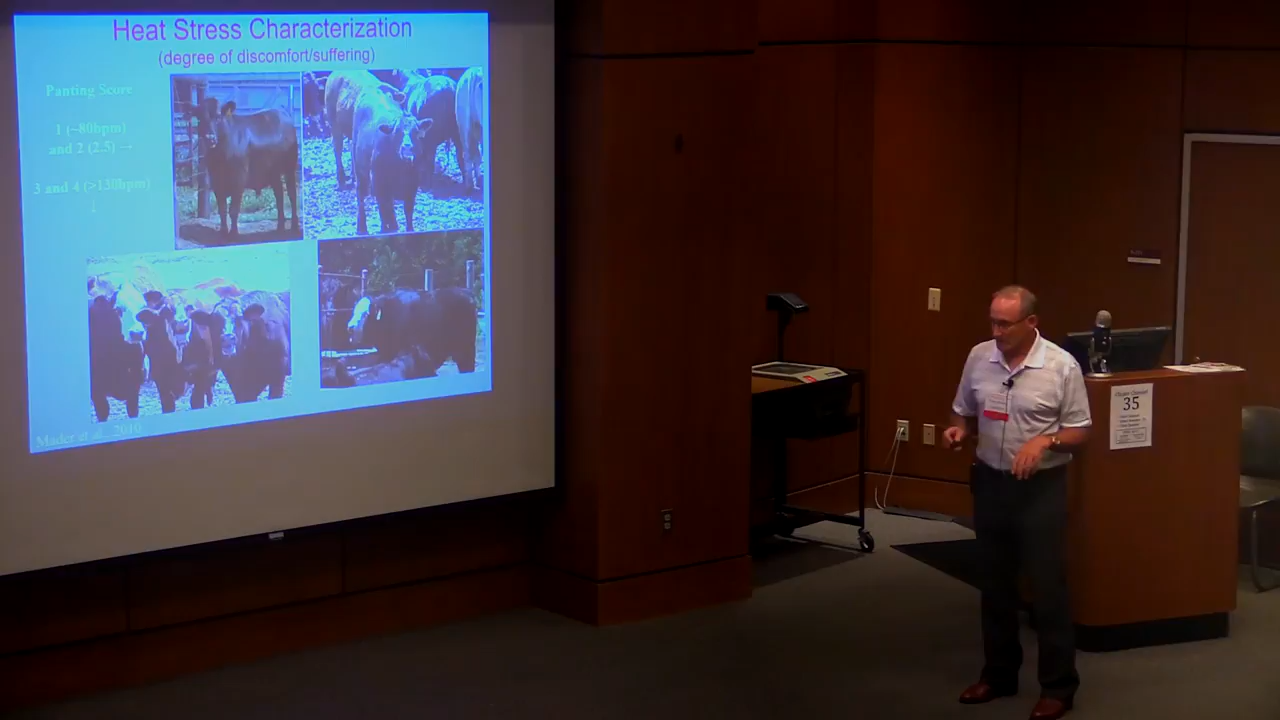 Heat Stress Characterization
(degree of discomfort/suffering)
Panting Score
1 (~80bpm)
and 2 (2.5) →
3 and 4 (>130bpm)
↓
Mader et al., 2010
35